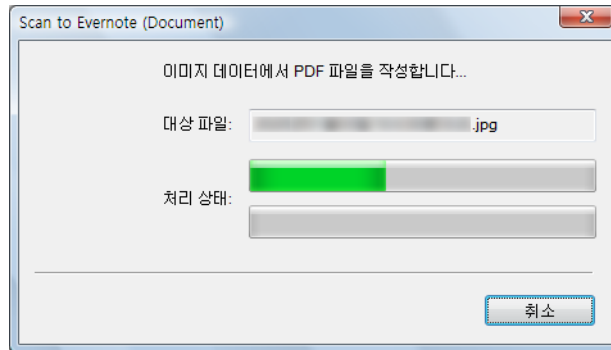 Scan to Evernote (Document)
이미지 데이터에서 PDF 파일을 작성합니다...
대상 파일: .jpg
처리 상태:
취소